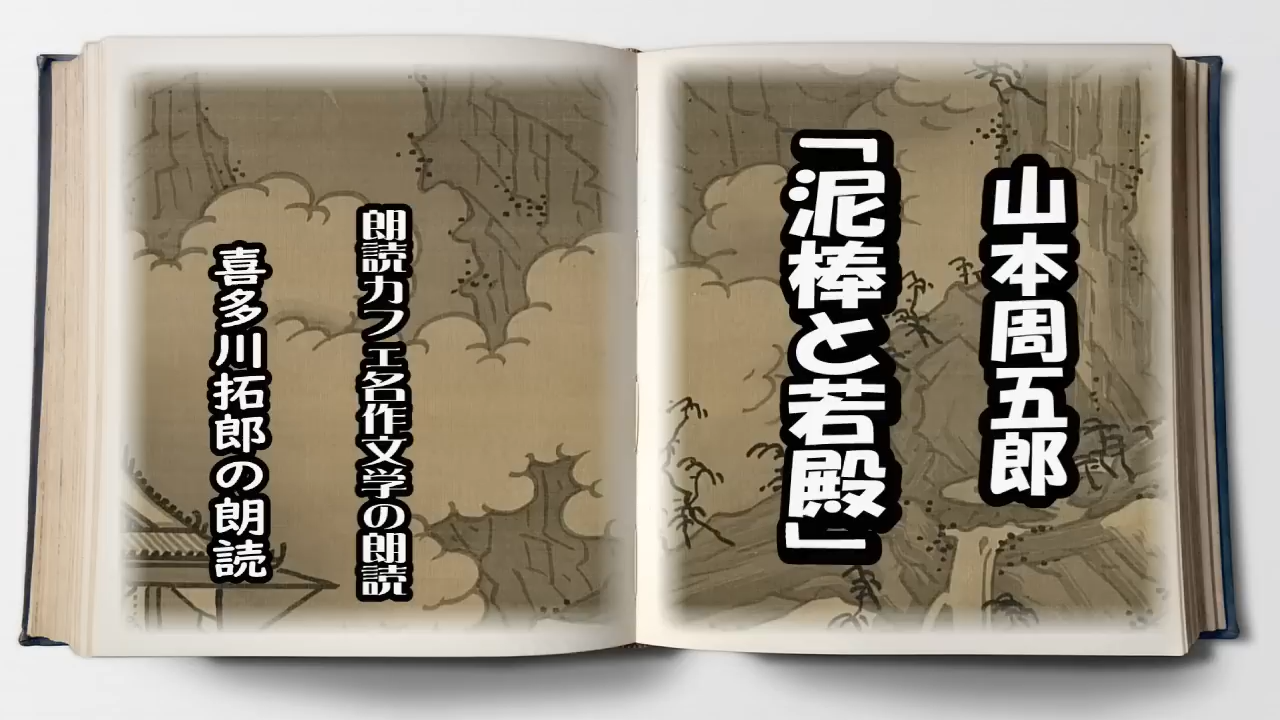 山本周五郎
「泥棒と若殿」
朗読カフェ名作文学の朗読
喜多川拓郎の朗読